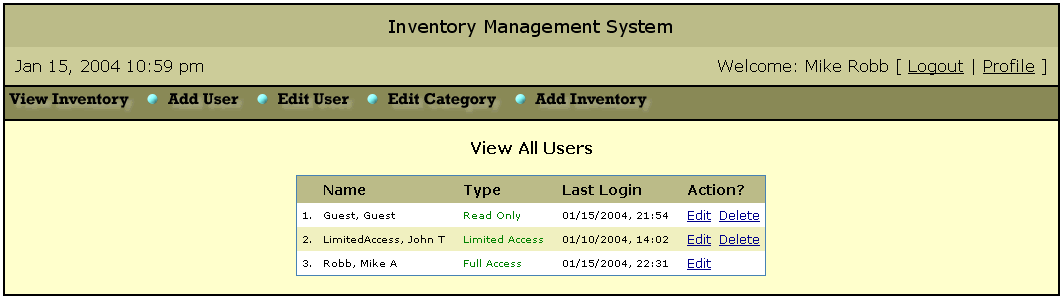 Inventory Management System
Jan 15, 2004 10:59 pm Welcome: Mike Robb [ Logout | Profile ]
View Inventory Add User Edit User Edit Category Add Inventory
View All Users
Name Type Last Login Action?
1. Guest, Guest Read Only 01/15/2004, 21:54 Edit Delete
2. LimitedAccess, John T Limited Access 01/10/2004, 14:02 Edit Delete
3. Robb, Mike A Full Access 01/15/2004, 22:31 Edit